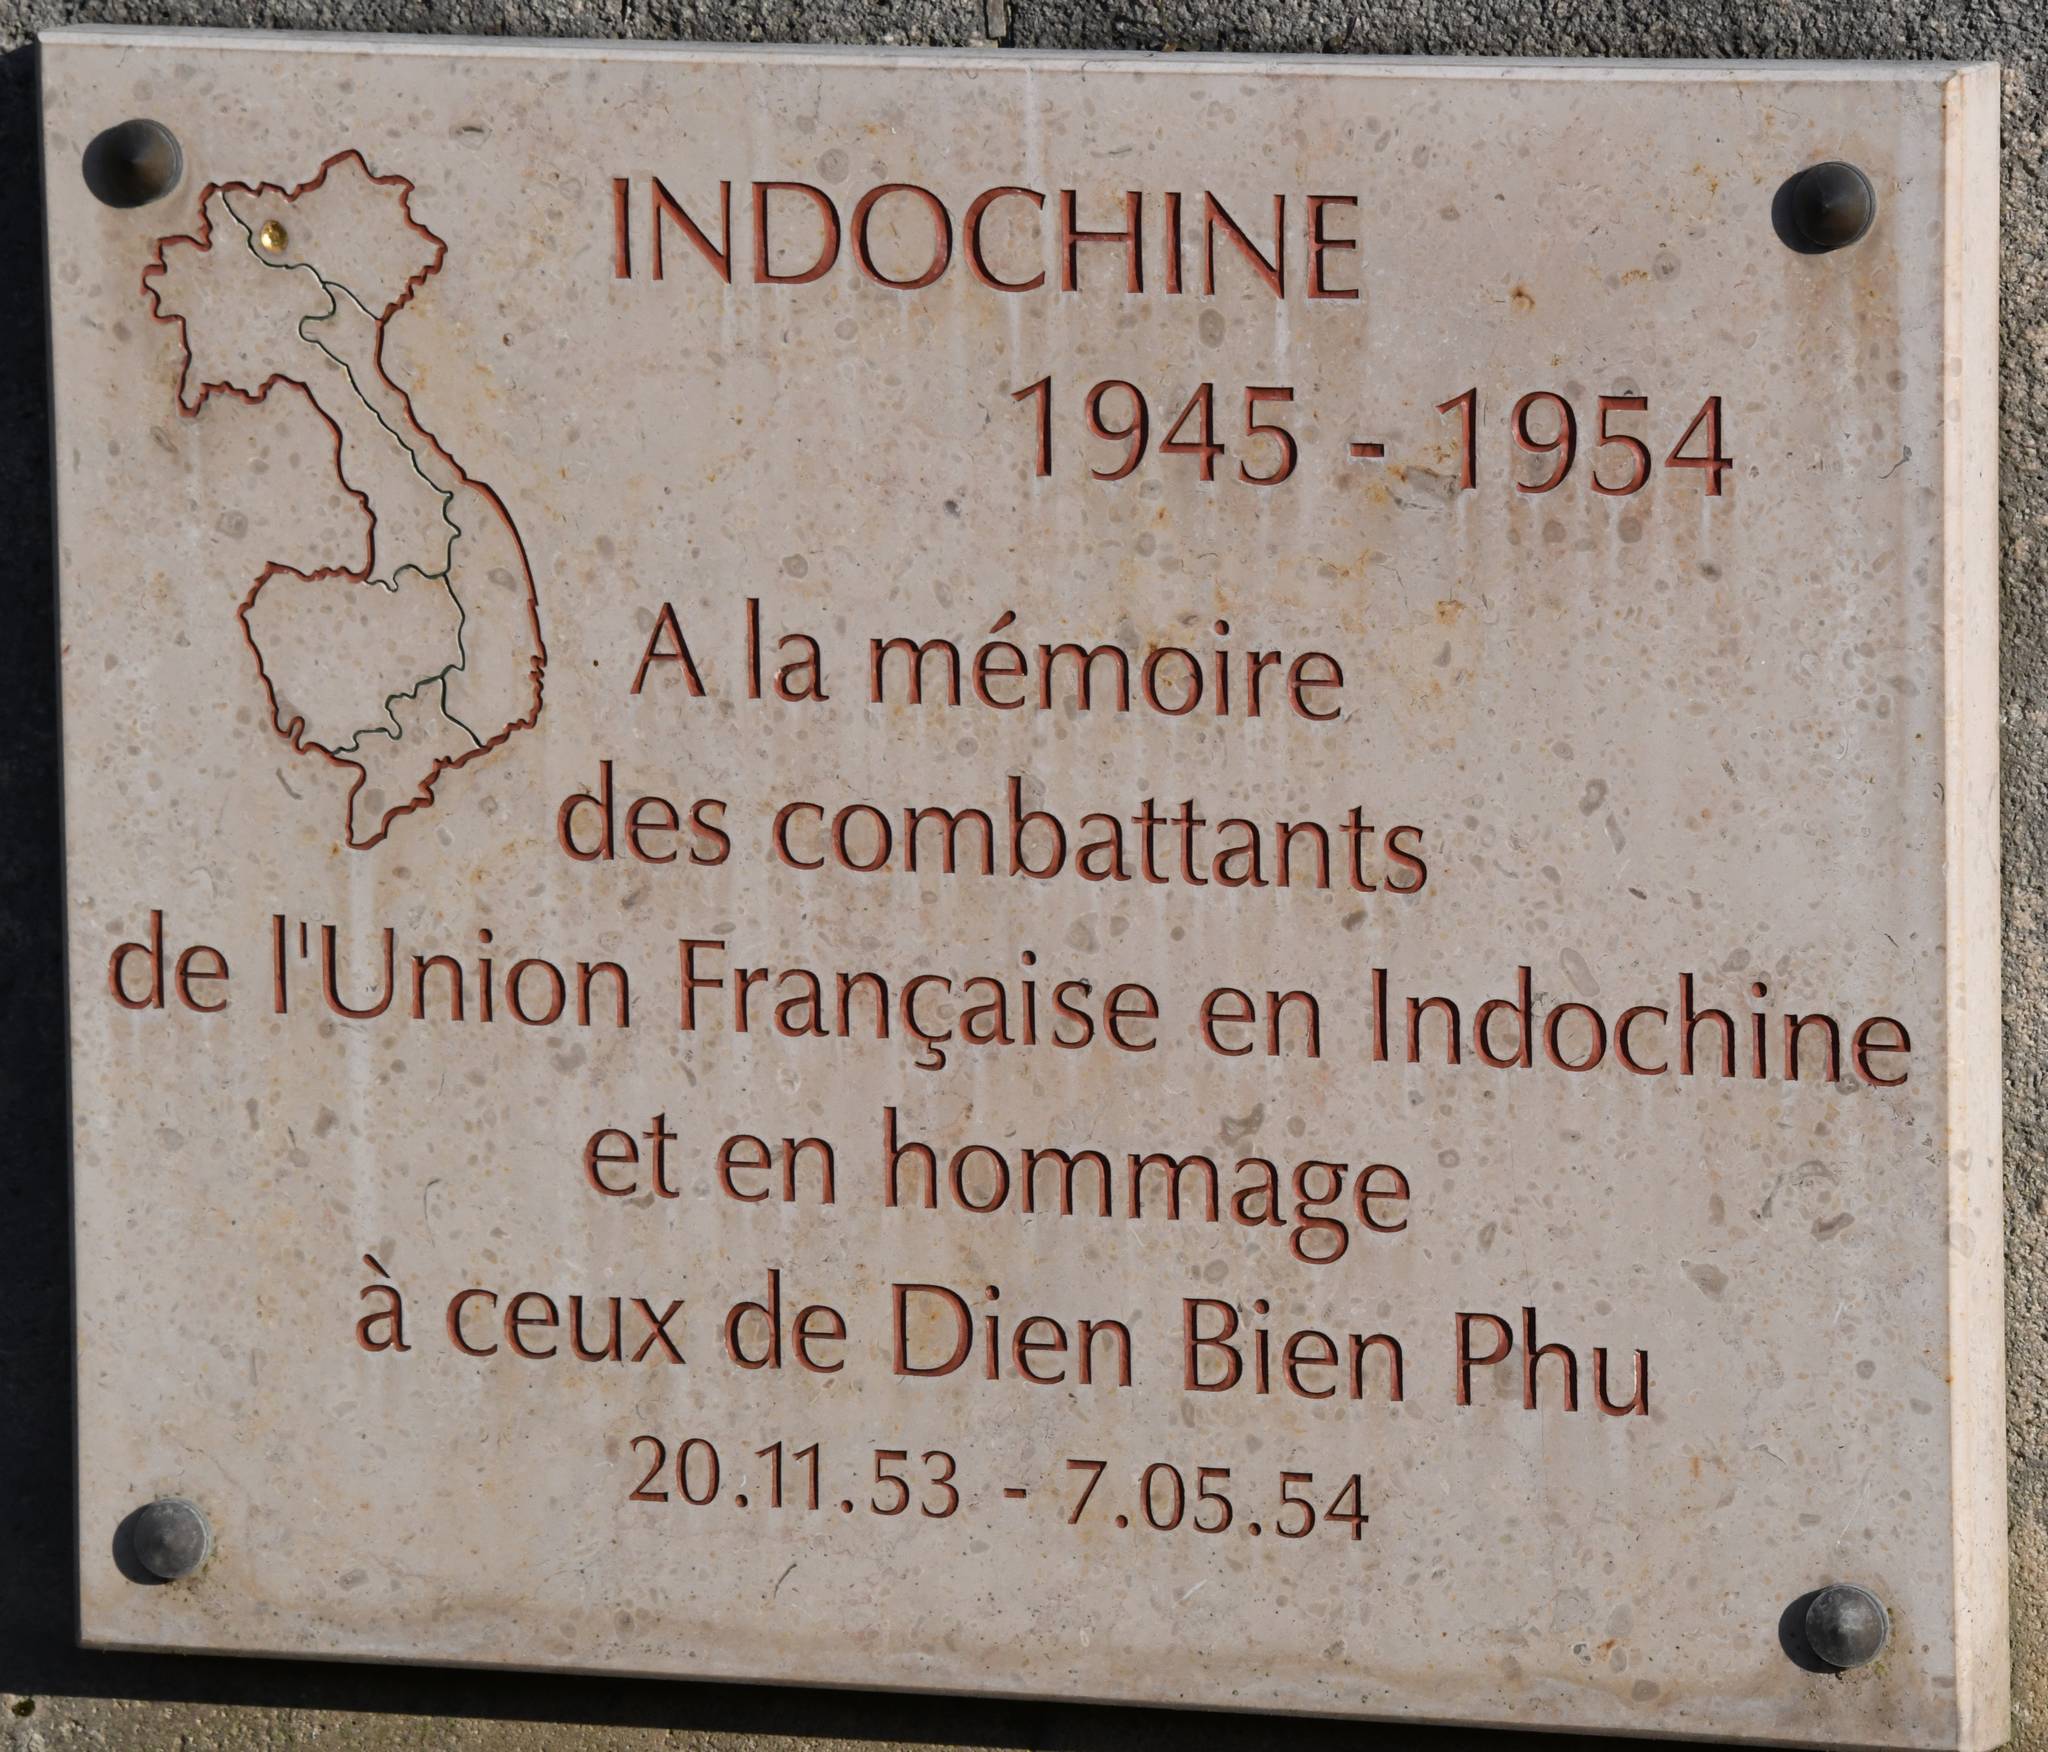 INDOCHINE
1945 - 1954
A la mémoire
des combattants
de l'Union Française en Indochine
et en hommage
à ceux de Dien Bien Phu
20.11.53 - 7.05.54